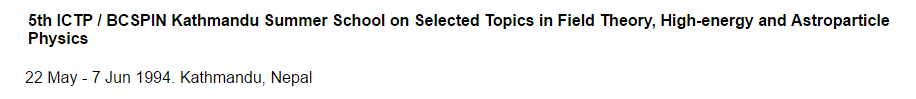 5th ICTP / BCSPIN Kathmandu Summer School on Selected Topics in Field Theory, High-energy and Astroparticle
Physics
22 May - 7 Jun 1994. Kathmandu, Nepal